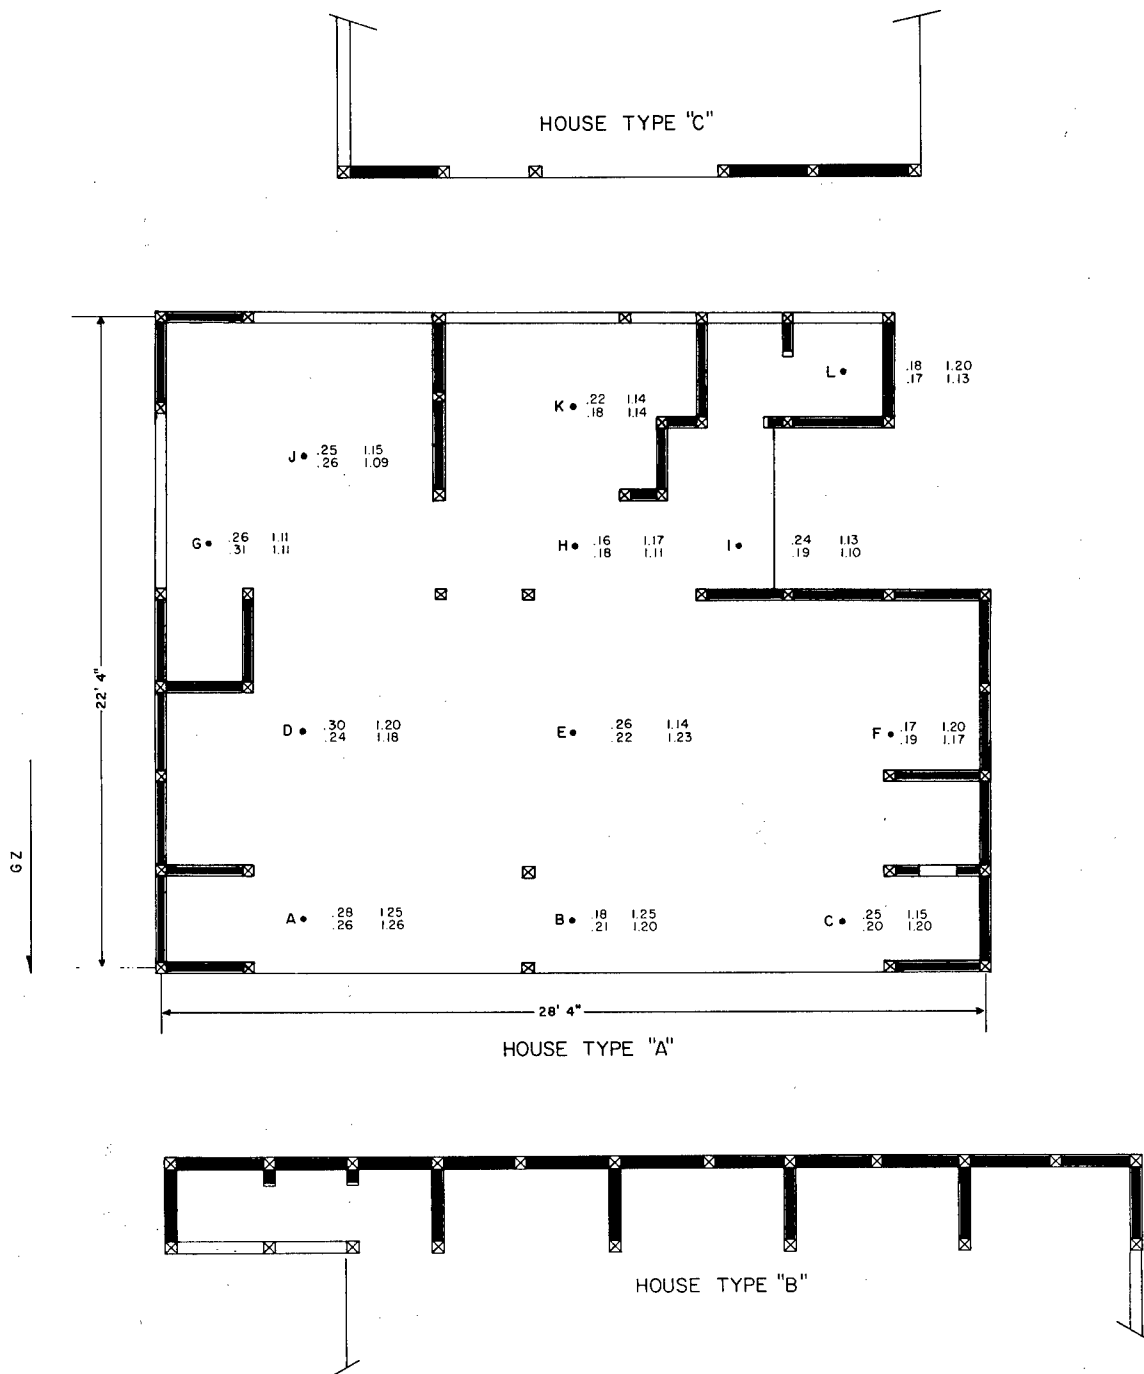 HOUSE TYPE "C"
L .18 1.20
.17 1.13
K .22 1.14
.18 1.14
J .25 1.15
.26 1.09
G .26 1.11
.31 1.11
H .16 1.17
.18 1.11
I .24 1.13
.19 1.10
22' 4"
D .30 1.20
.24 1.18
E .26 1.14
.22 1.23
F .17 1.20
.19 1.17
GZ
A .28 1.25
.26 1.26
B .18 1.25
.21 1.20
C .25 1.15
.20 1.20
28' 4"
HOUSE TYPE "A"
HOUSE TYPE "B"